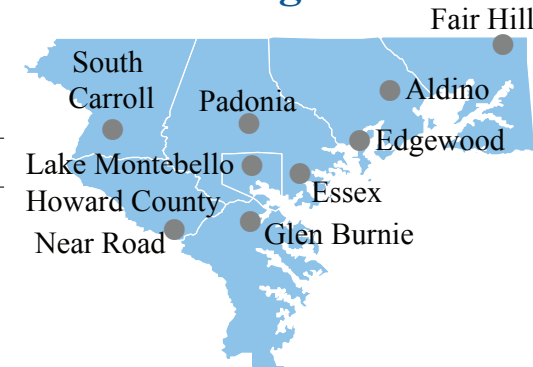 Fair Hill
South
Carroll
Aldino
Padonia
Edgewood
Lake Montebello
Essex
Howard County
Near Road
Glen Burnie